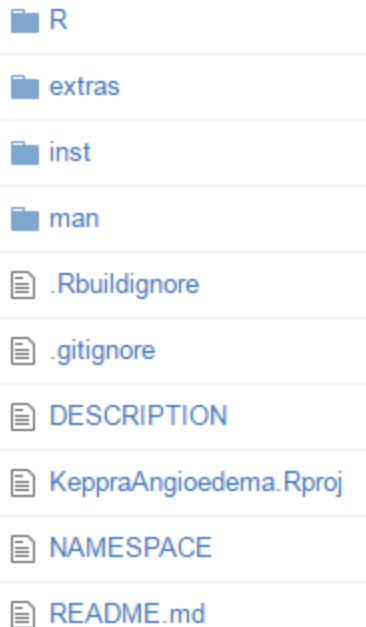 R
extras
inst
man
.Rbuildignore
.gitignore
DESCRIPTION
KeppraAngioedema.Rproj
NAMESPACE
README.md